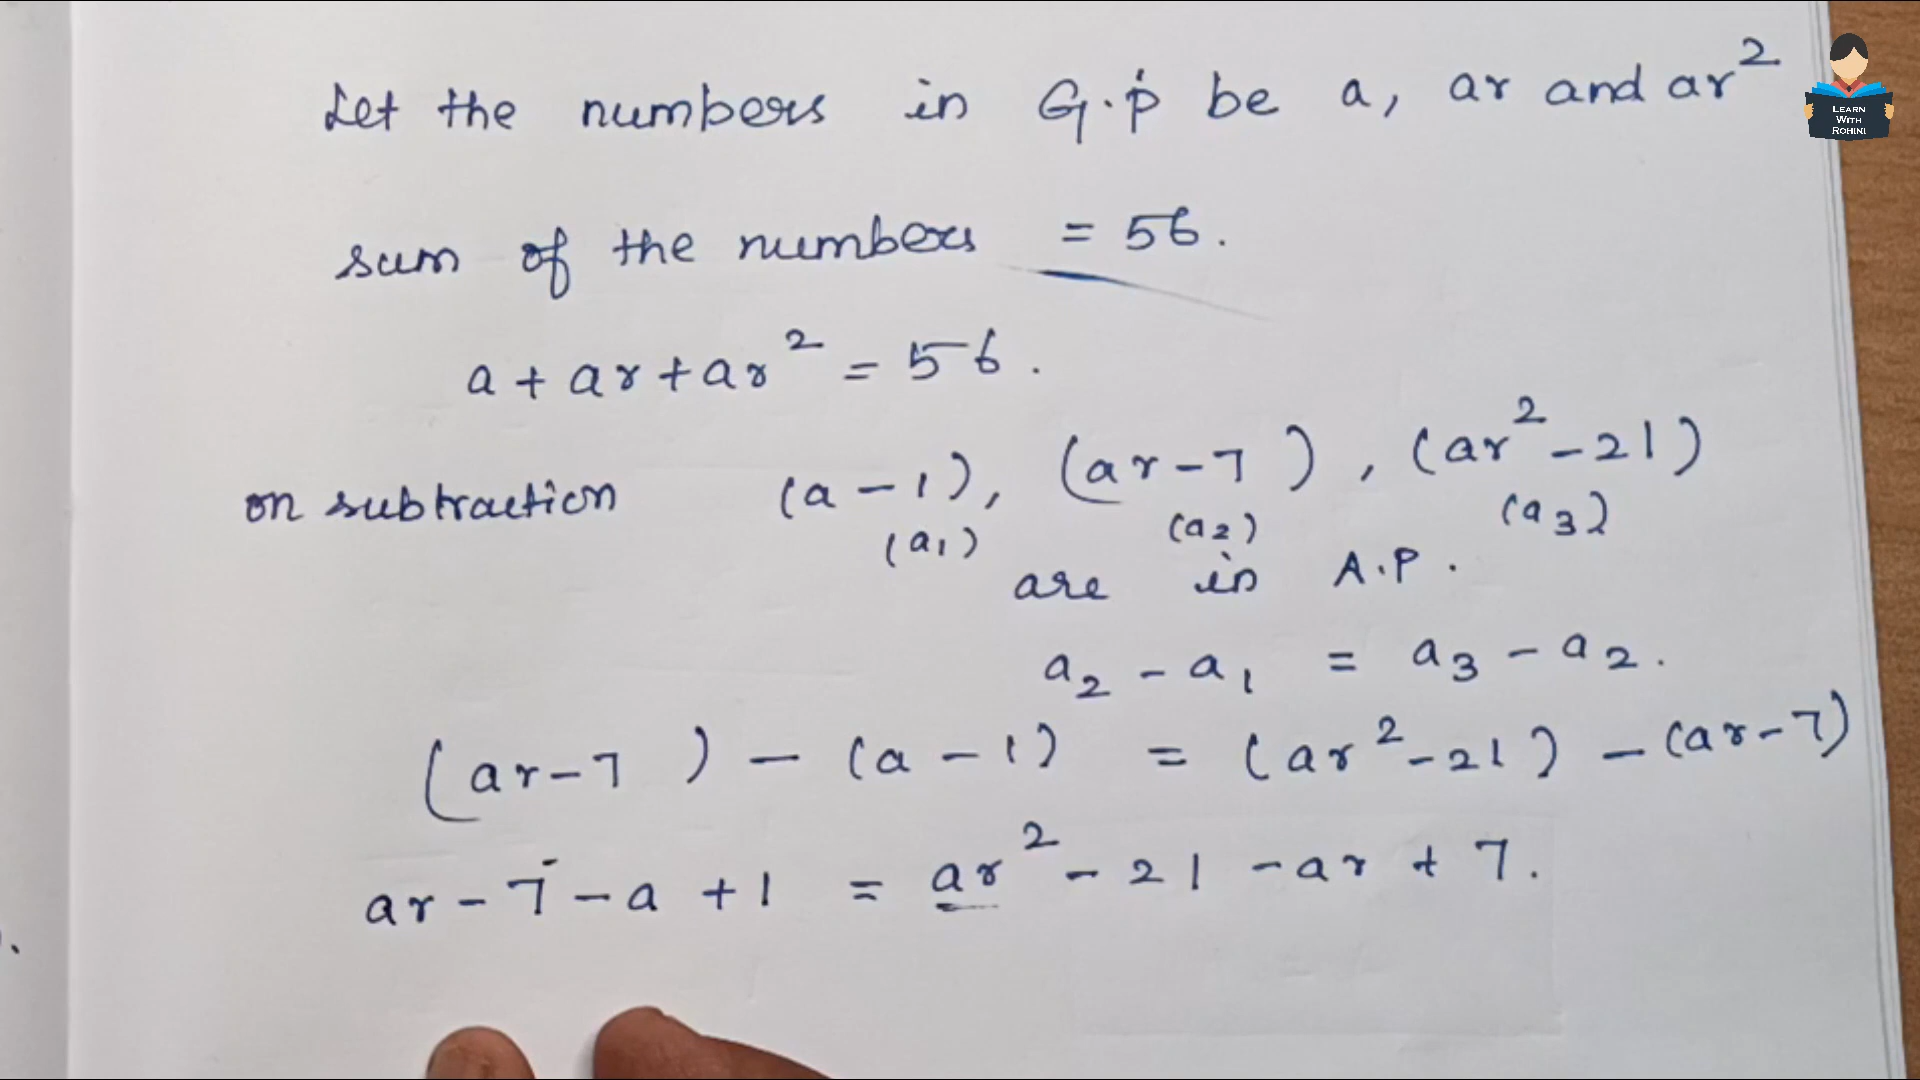 Let the numbers in G.P be a, ar and ar²
LEARN
WITH
ROHINI
sum of the numbers = 56.
a + ar + ar² = 56.
on subtraction (a - 1), (ar - 7), (ar² - 21)
(a₁) (a₂) (a₃)
are in A.P.
a₂ - a₁ = a₃ - a₂.
(ar - 7) - (a - 1) = (ar² - 21) - (ar - 7)
ar - 7 - a + 1 = ar² - 21 - ar + 7.